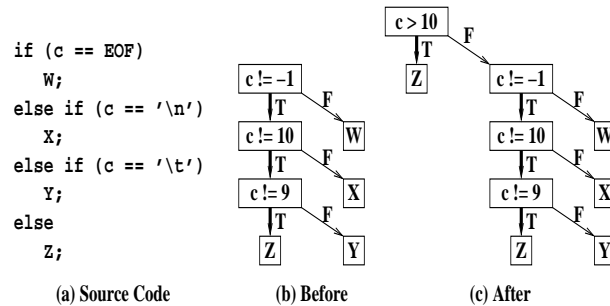 if (c == EOF)
W;
else if (c == '\n')
X;
else if (c == '\t')
Y;
else
Z;
(a) Source Code
c != −1
T
F
W
c != 10
T
F
X
c != 9
T
F
Z
Y
(b) Before
c > 10
T
F
Z
c != −1
T
F
W
c != 10
T
F
X
c != 9
T
F
Z
Y
(c) After